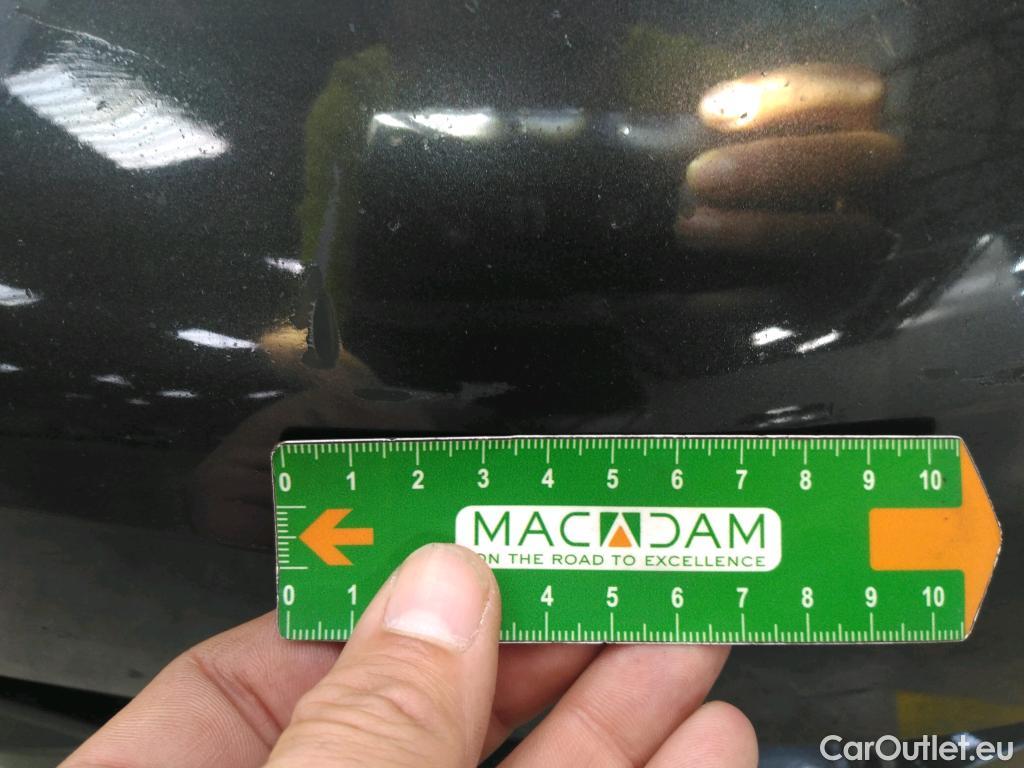 0 1 2 3 4 5 6 7 8 9 10
MACADAM
ON THE ROAD TO EXCELLENCE
0 1 4 5 6 7 8 9 10
CarOutlet.eu